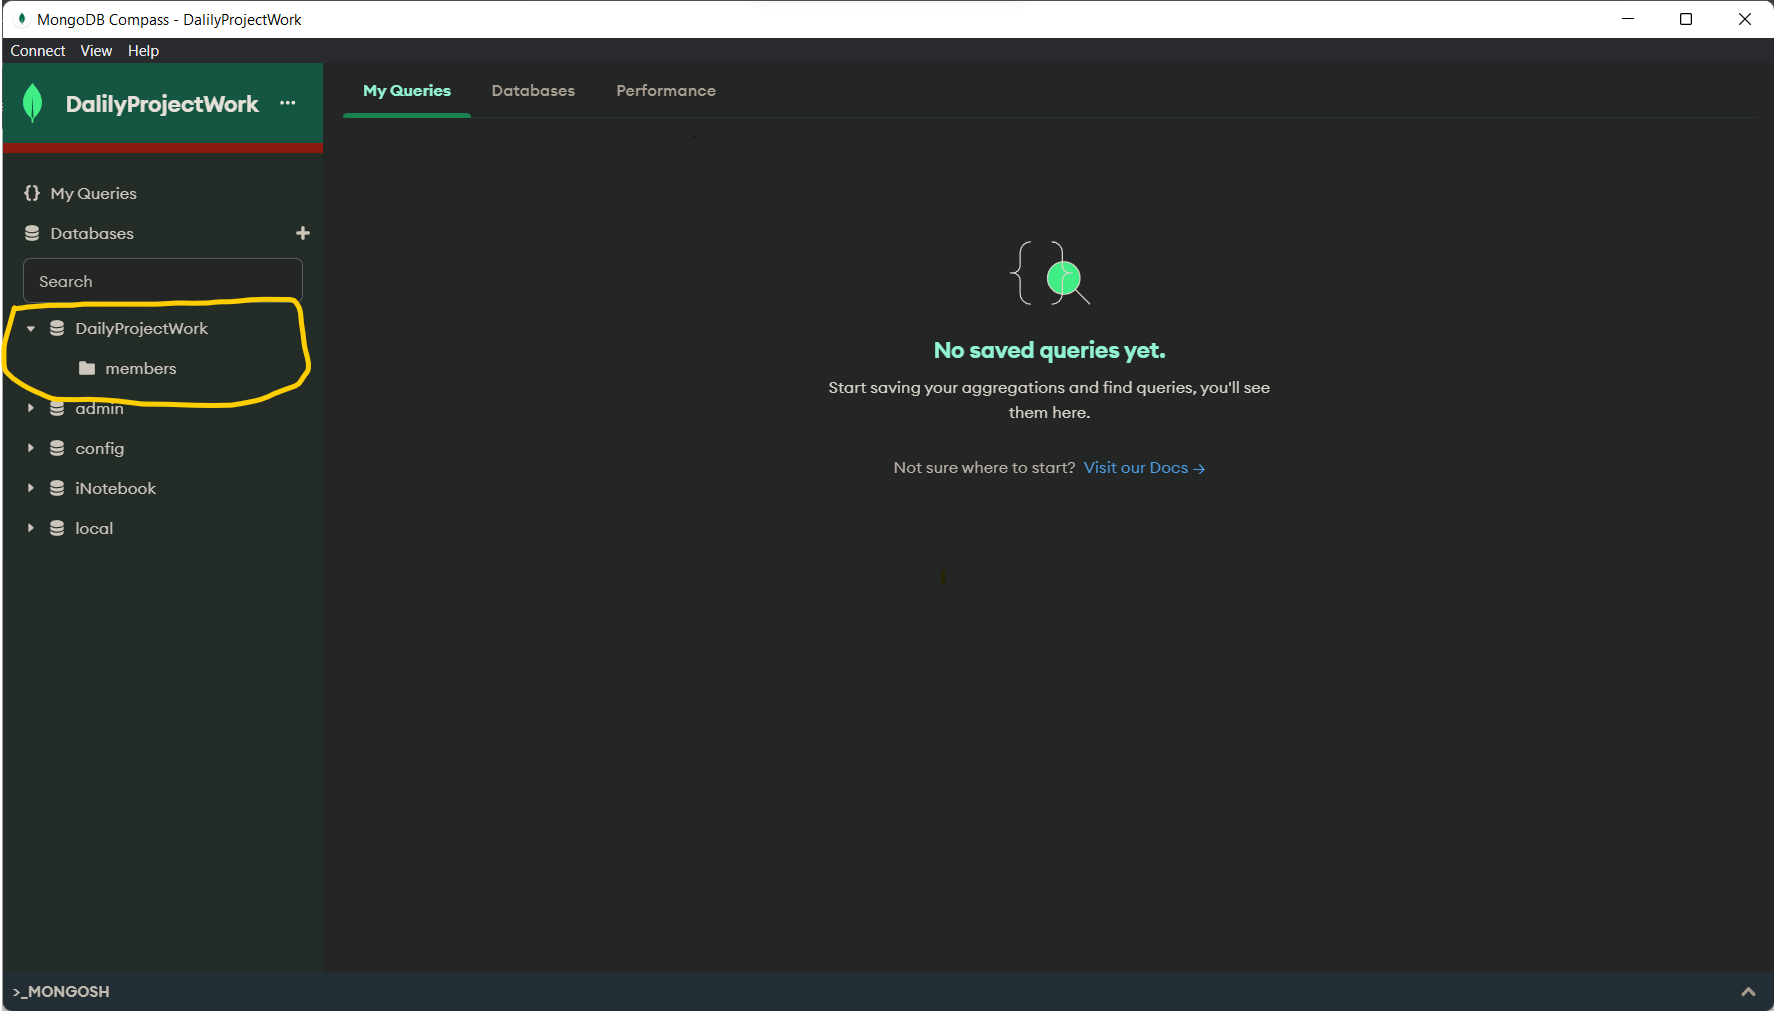 MongoDB Compass - DalilyProjectWork
Connect View Help
DalilyProjectWork ...
My Queries Databases Performance
{} My Queries
Databases +
Search
DailyProjectWork
members
admin
config
iNotebook
local
No saved queries yet.
Start saving your aggregations and find queries, you'll see
them here.
Not sure where to start? Visit our Docs →
>_MONGOSH